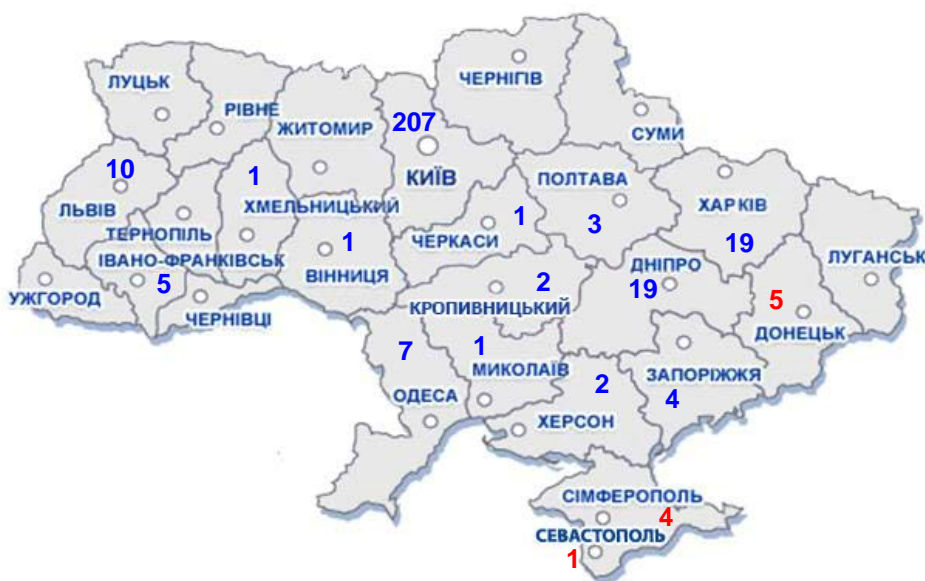 ЧЕРНІГІВ
ЛУЦЬК
РІВНЕ
ЖИТОМИР
207
СУМИ
10
1
КИЇВ
ПОЛТАВА
ХАРКІВ
ЛЬВІВ
ХМЕЛЬНИЦЬКИЙ
1
3
ТЕРНОПІЛЬ
1
ЧЕРКАСИ
19
ІВАНО-ФРАНКІВСЬК
ВІННИЦЯ
ДНІПРО
ЛУГАНСЬК
5
2
19
УЖГОРОД
КРОПИВНИЦЬКИЙ
5
ЧЕРНІВЦІ
ДОНЕЦЬК
7
1
МИКОЛАЇВ
2
ЗАПОРІЖЖЯ
ОДЕСА
4
ХЕРСОН
СІМФЕРОПОЛЬ
4
СЕВАСТОПОЛЬ
1